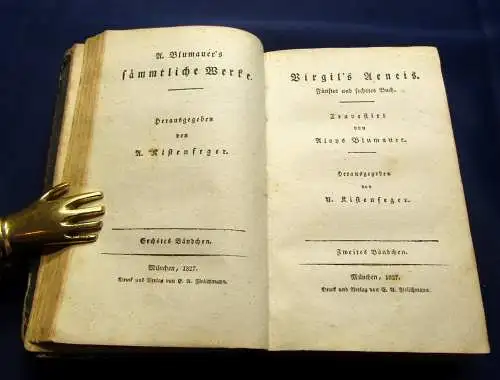 A. Blumauer's
sämmtliche Werke.
Herausgegeben
von
A. Kistenfeger.
Sechstes Bändchen.
München, 1827.
Druck und Verlag von E. A. Fleischmann.
Virgil's Aeneis.
Fünftes und sechstes Buch.
Travestirt
von
Aloys Blumauer.
Herausgegeben
von
A. Kistenfeger.
Zweites Bändchen.
München, 1827.
Druck und Verlag von E. A. Fleischmann.